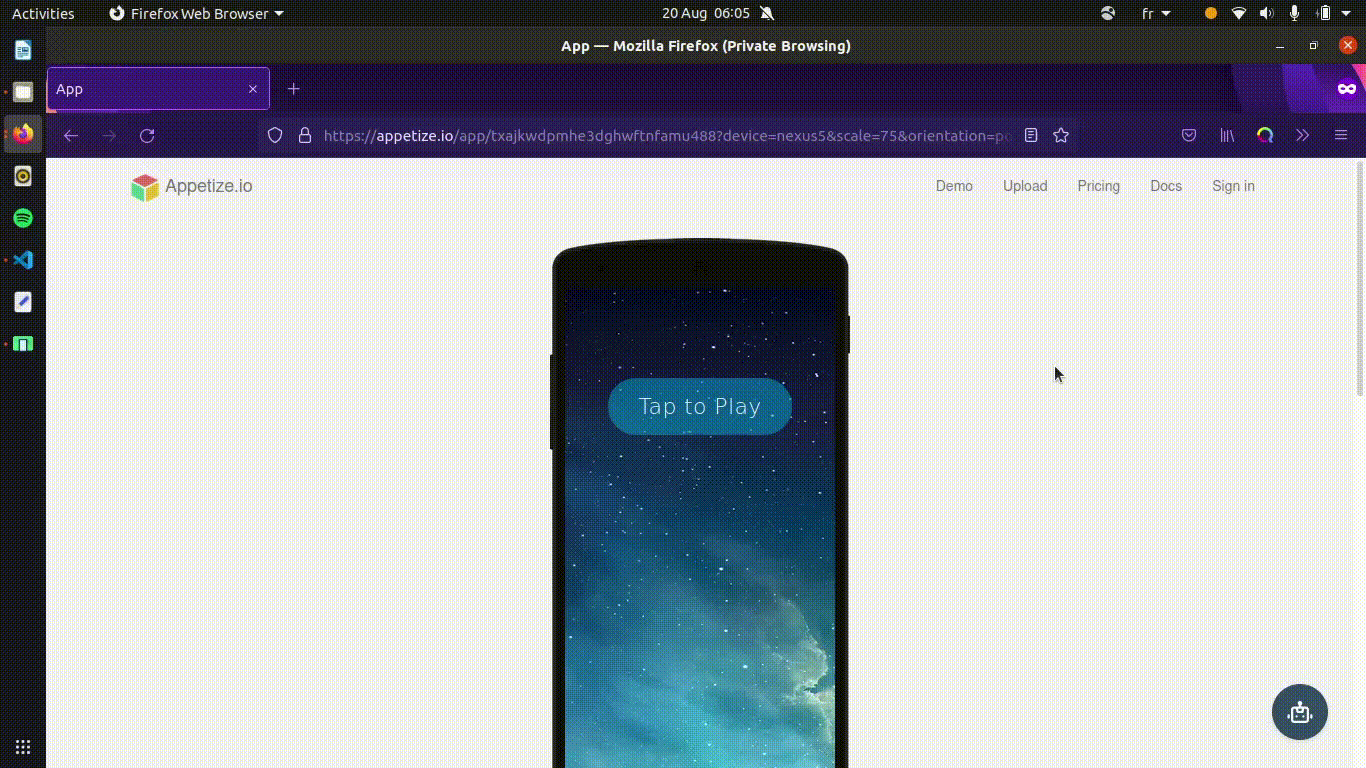 Activities
Firefox Web Browser
20 Aug 06:05
fr
App — Mozilla Firefox (Private Browsing)
App
https://appetize.io/app/txajkwdpmhe3dghwftnfamu488?device=nexus5&scale=75&orientation=po
Appetize.io
Demo
Upload
Pricing
Docs
Sign in
Tap to Play